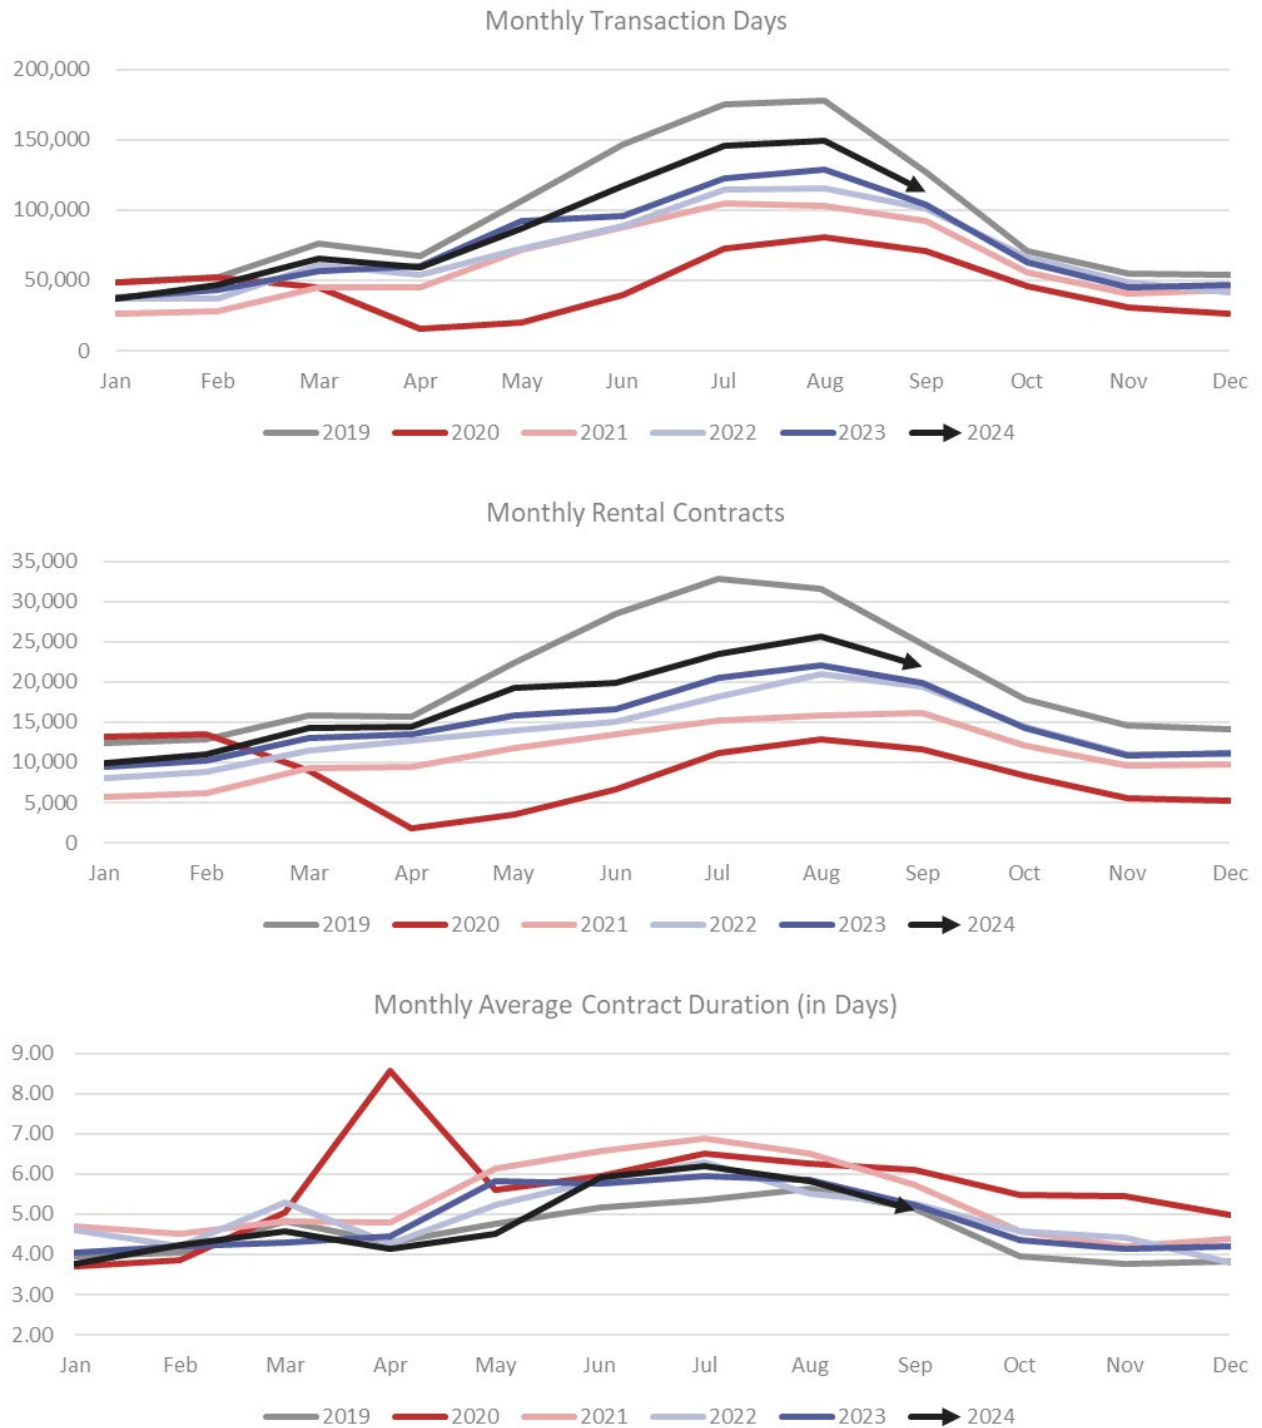 Monthly Transaction Days
200,000
150,000
100,000
50,000
0
Jan Feb Mar Apr May Jun Jul Aug Sep Oct Nov Dec
2019 2020 2021 2022 2023 2024
Monthly Rental Contracts
35,000
30,000
25,000
20,000
15,000
10,000
5,000
0
Jan Feb Mar Apr May Jun Jul Aug Sep Oct Nov Dec
2019 2020 2021 2022 2023 2024
Monthly Average Contract Duration (in Days)
9.00
8.00
7.00
6.00
5.00
4.00
3.00
2.00
Jan Feb Mar Apr May Jun Jul Aug Sep Oct Nov Dec
2019 2020 2021 2022 2023 2024